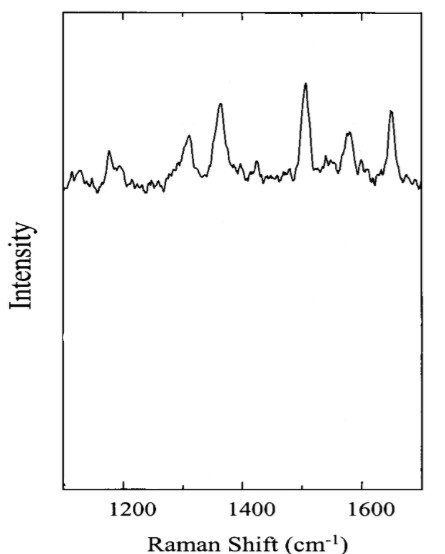 Intensity
1200 1400 1600
Raman Shift (cm⁻¹)